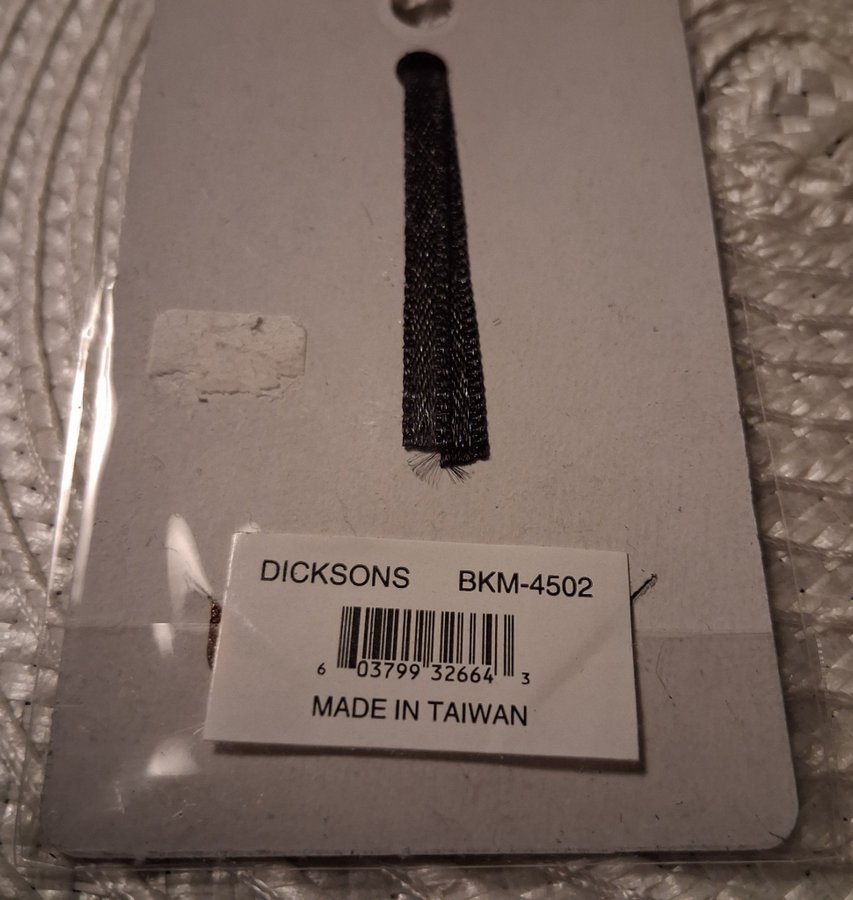 DICKSONS BKM-4502
6 03799 32664 3
MADE IN TAIWAN